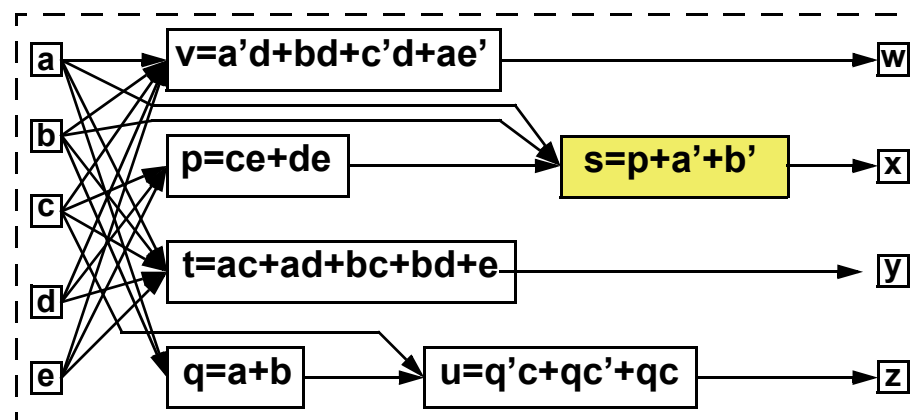 a
v=a’d+bd+c’d+ae’
w
b
p=ce+de
s=p+a’+b’
x
c
t=ac+ad+bc+bd+e
y
d
e
q=a+b
u=q’c+qc’+qc
z